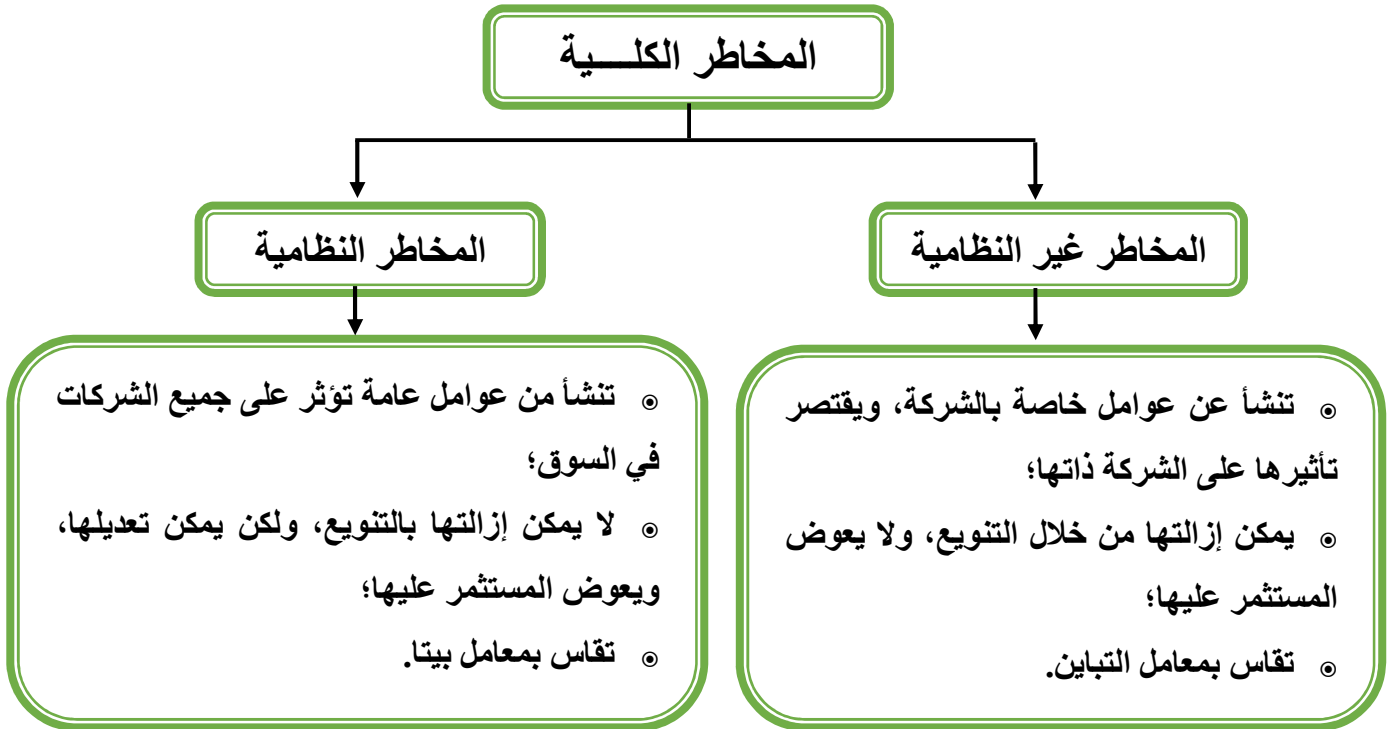 المخاطر الكلـــــية
المخاطر غير النظامية
المخاطر النظامية
๏ تنشأ عن عوامل خاصة بالشركة، ويقتصر
تأثيرها على الشركة ذاتها؛
๏ يمكن إزالتها من خلال التنويع، ولا يعوض
المستثمر عليها؛
๏ تقاس بمعامل التباين.
๏ تنشأ من عوامل عامة تؤثر على جميع الشركات
في السوق؛
๏ لا يمكن إزالتها بالتنويع، ولكن يمكن تعديلها،
ويعوض المستثمر عليها؛
๏ تقاس بمعامل بيتا.